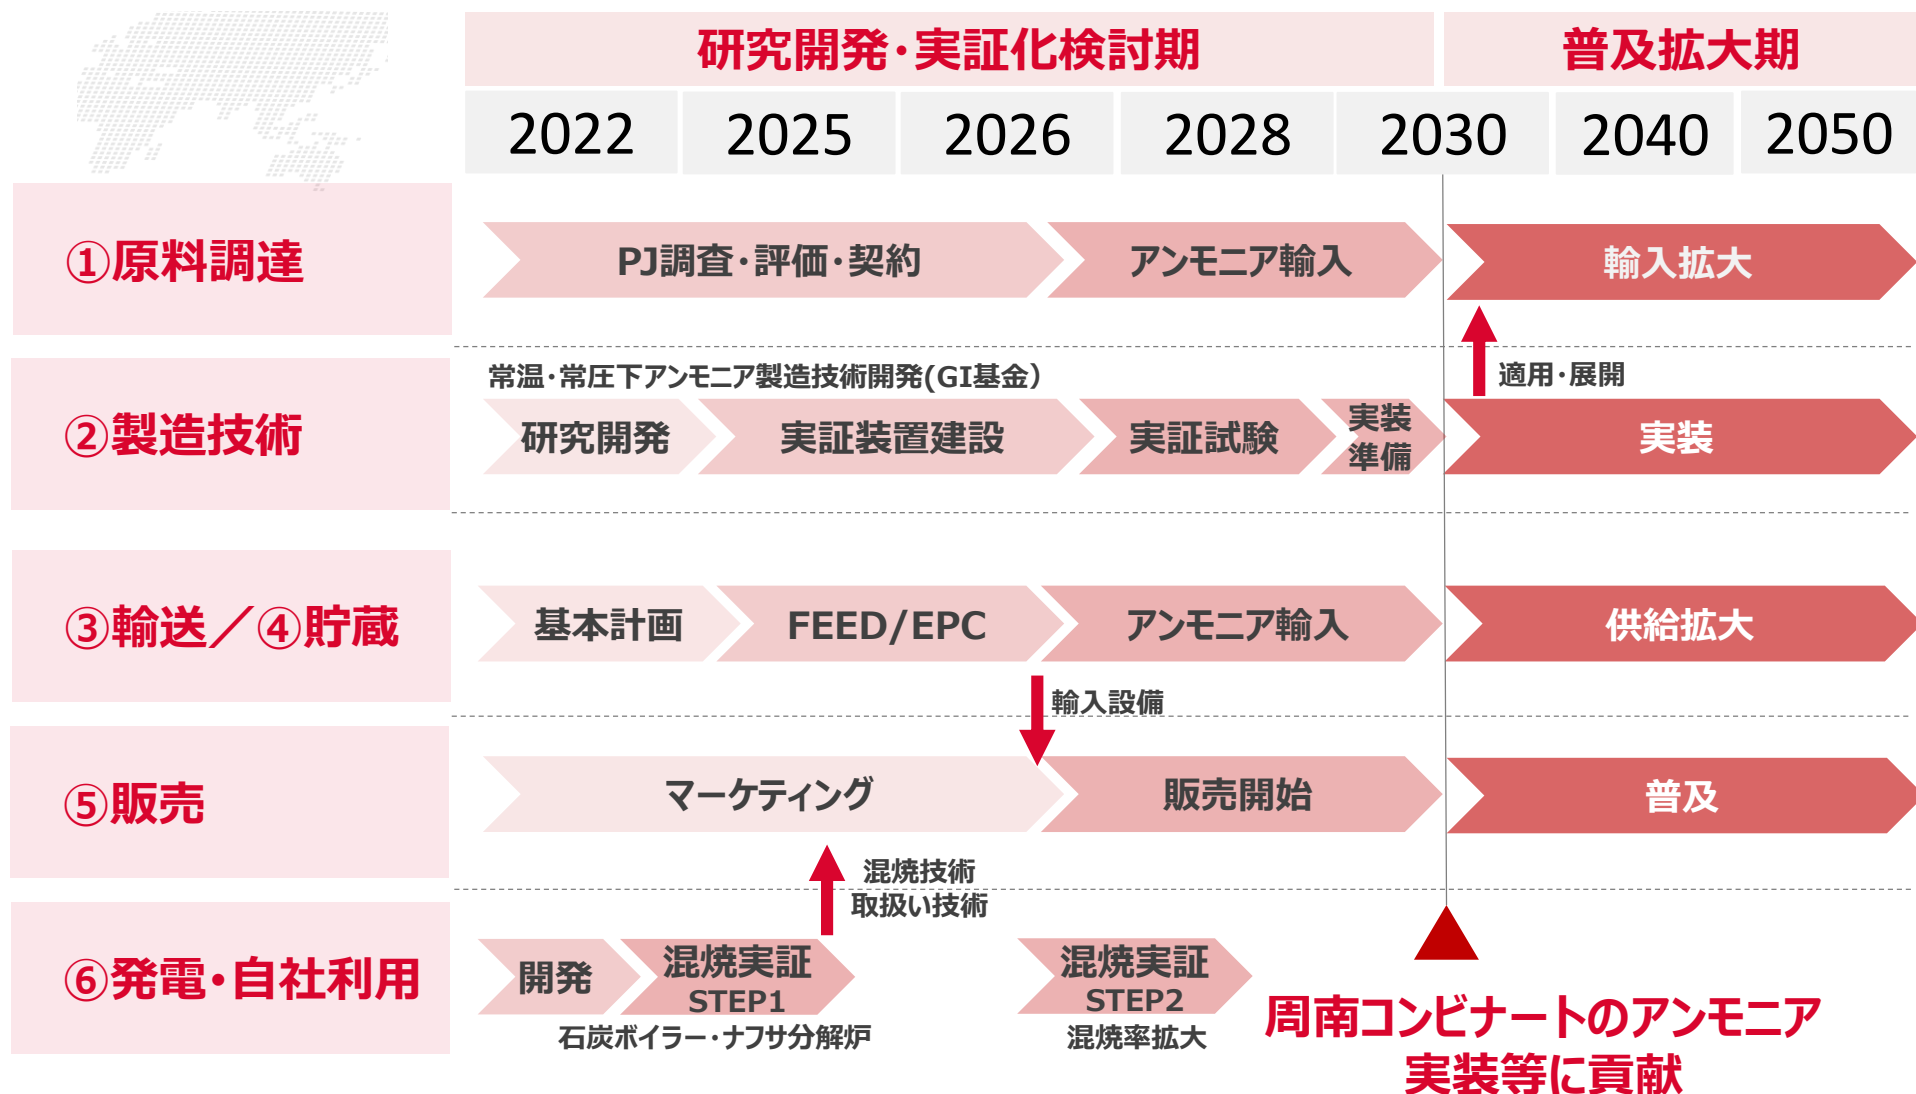 研究開発・実証化検討期
普及拡大期
2022
2025
2026
2028
2030
2040
2050
①原料調達
PJ調査・評価・契約
アンモニア輸入
輸入拡大
適用・展開
②製造技術
常温・常圧下アンモニア製造技術開発(GI基金）
研究開発
実証装置建設
実証試験
実装
準備
実装
③輸送／④貯蔵
基本計画
FEED/EPC
アンモニア輸入
供給拡大
輸入設備
⑤販売
マーケティング
販売開始
普及
混焼技術
取扱い技術
⑥発電・自社利用
開発
混焼実証
STEP1
石炭ボイラー・ナフサ分解炉
混焼実証
STEP2
混焼率拡大
周南コンビナートのアンモニア
実装等に貢献